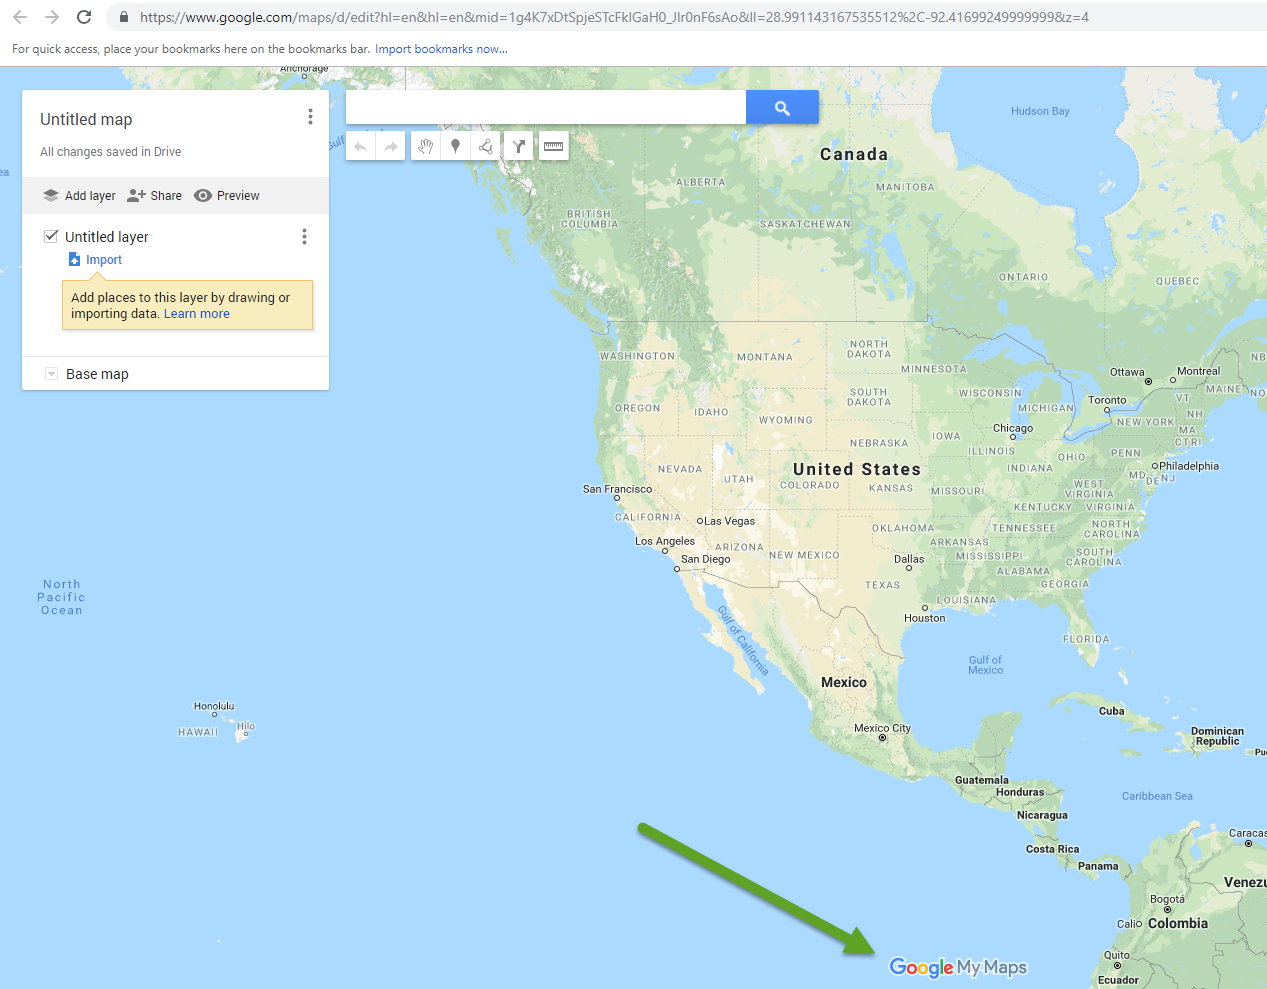 https://www.google.com/maps/d/edit?hl=en&hl=en&mid=1g4K7xDtSpjeSTcFkIGaH0_JIr0nF6sAo&ll=28.991143167535512%2C-92.41699249999999&z=4
For quick access, place your bookmarks here on the bookmarks bar. Import bookmarks now...
Anchorage
Untitled map
All changes saved in Drive
Add layer
Share
Preview
Untitled layer
Import
Add places to this layer by drawing or
importing data. Learn more
Base map
Hudson Bay
Canada
ALBERTA
MANITOBA
BRITISH
COLUMBIA
SASKATCHEWAN
ONTARIO
QUEBEC
WASHINGTON
MONTANA
NORTH
DAKOTA
MINNESOTA
Ottawa
Montreal
OREGON
IDAHO
WYOMING
SOUTH
DAKOTA
WISCONSIN
MICHIGAN
Toronto
VT
NH
MAINE
NEW YORK
MA
CT RI
Chicago
NEBRASKA
IOWA
ILLINOIS
INDIANA
OHIO
PENN
Philadelphia
MD
DE NJ
NEVADA
UTAH
United States
COLORADO
KANSAS
MISSOURI
WEST
VIRGINIA
KENTUCKY
VIRGINIA
San Francisco
CALIFORNIA
Las Vegas
OKLAHOMA
TENNESSEE
NORTH
CAROLINA
Los Angeles
ARIZONA
NEW MEXICO
ARKANSAS
MISSISSIPPI
SOUTH
CAROLINA
San Diego
Dallas
ALABAMA
TEXAS
GEORGIA
LOUISIANA
Houston
FLORIDA
North
Pacific
Ocean
Gulf of California
Gulf of
Mexico
Mexico
Honolulu
HAWAII
Hilo
Mexico City
Cuba
Dominican
Republic
Guatemala
Honduras
Caribbean Sea
Nicaragua
Caracas
Costa Rica
Panama
Venezu
Bogotá
Cali
Colombia
Quito
Ecuador
Google My Maps